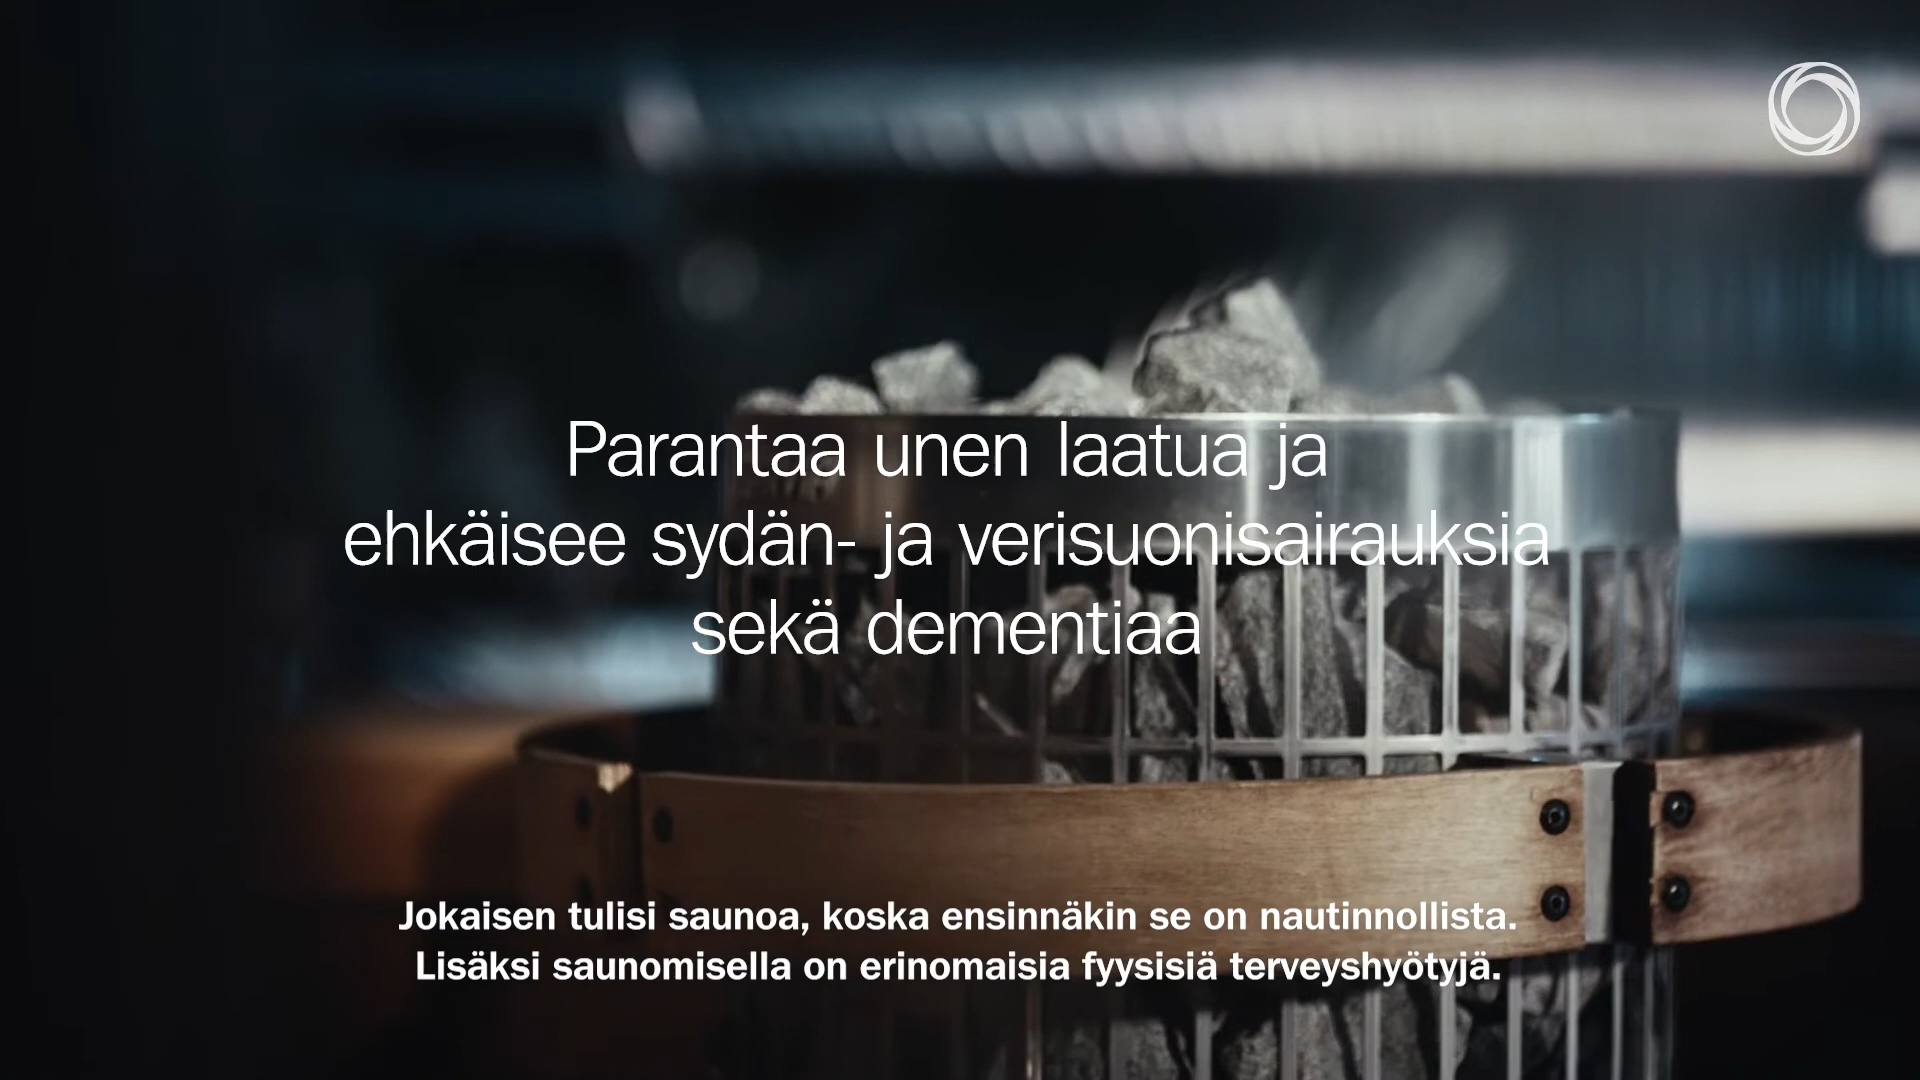 Parantaa unen laatua ja
ehkäisee sydän- ja verisuonisairauksia
sekä dementiaa
Jokaisen tulisi saunoa, koska ensinnäkin se on nautinnollista.
Lisäksi saunomisella on erinomaisia fyysisiä terveyshyötyjä.